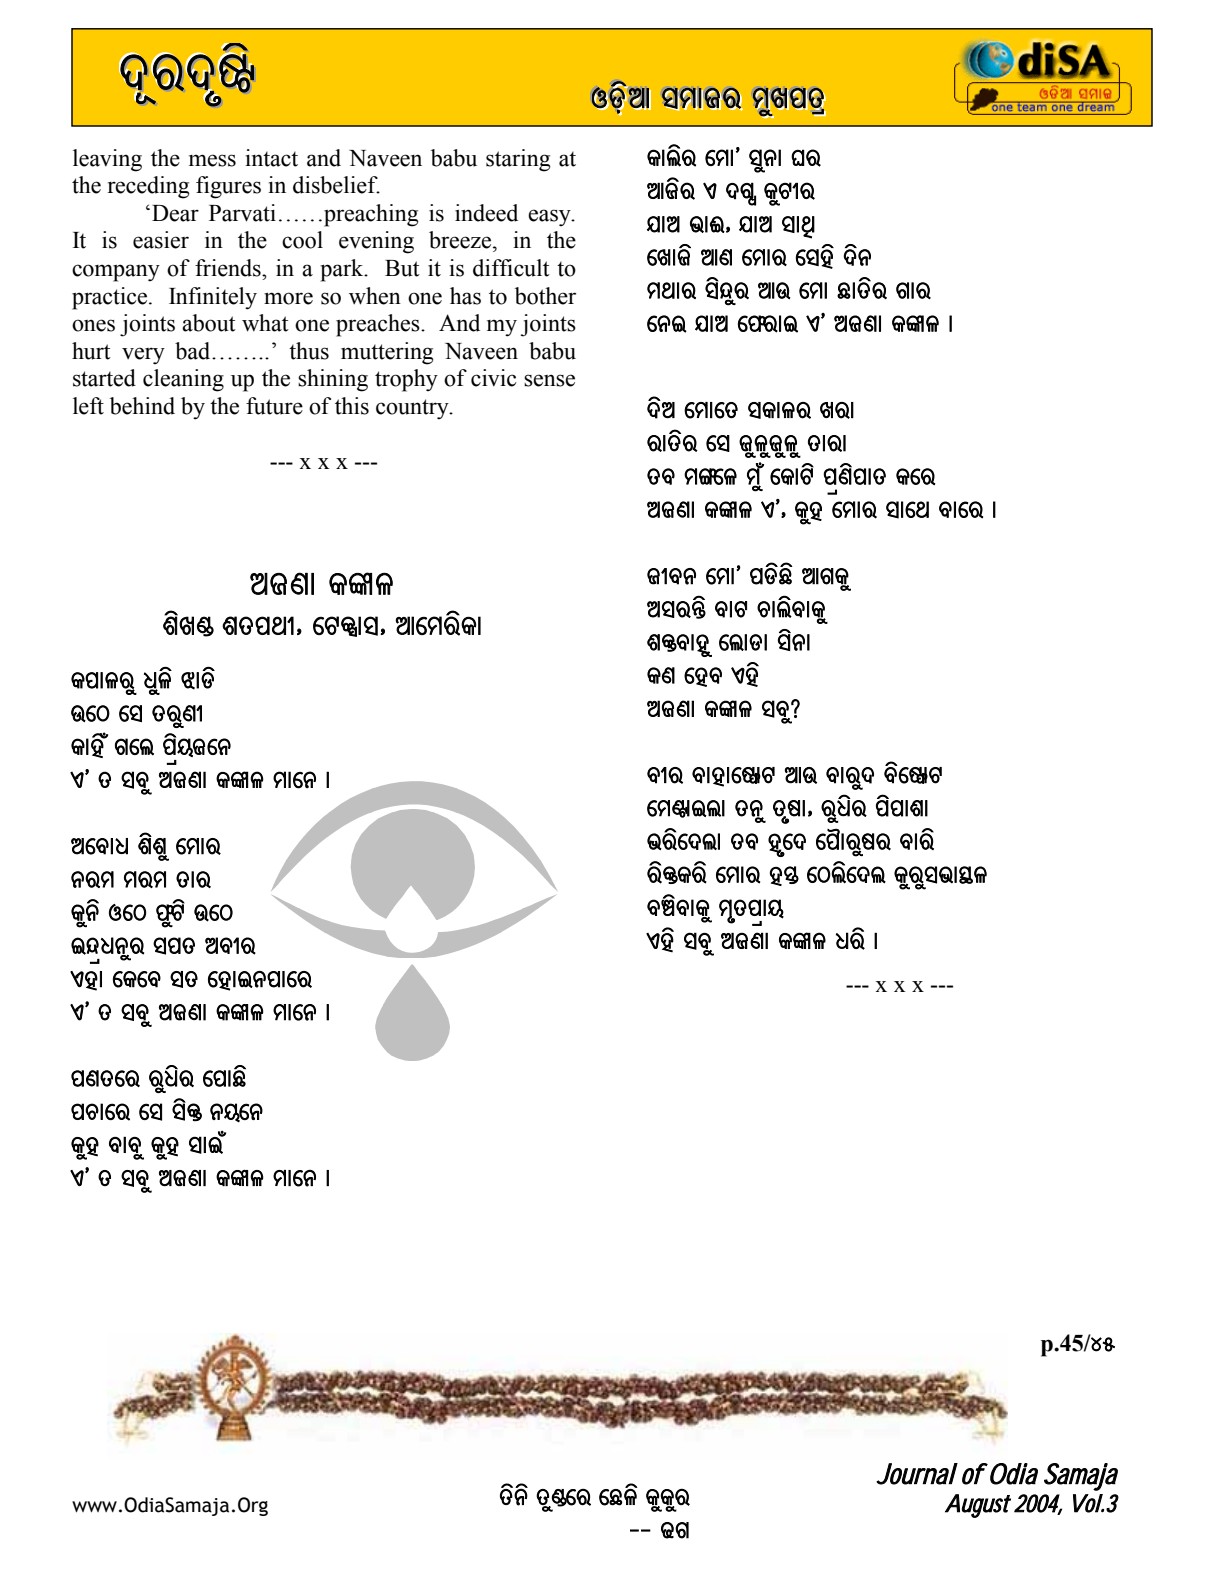 ଦୂରଦୃଷ୍ଟି
ଓଡ଼ିଆ ସମାଜର ମୁଖପତ୍ର
OdiSA
ଓଡିଆ ସମାଜ
one team one dream
leaving the mess intact and Naveen babu staring at
the receding figures in disbelief.
‘Dear Parvati……preaching is indeed easy.
It is easier in the cool evening breeze, in the
company of friends, in a park. But it is difficult to
practice. Infinitely more so when one has to bother
ones joints about what one preaches. And my joints
hurt very bad……..’ thus muttering Naveen babu
started cleaning up the shining trophy of civic sense
left behind by the future of this country.
--- x x x ---
ଅଜଣା କଙ୍କାଳ
ଶିଖଣ୍ଡ ଶତପଥୀ, ଟେକ୍ସାସ, ଆମେରିକା
କପାଳରୁ ଧୁଳି ଝାଡି
ଉଠେ ସେ ତରୁଣୀ
କାହିଁ ଗଲେ ପ୍ରିୟଜନେ
ଏ’ ତ ସବୁ ଅଜଣା କଙ୍କାଳ ମାନେ ।
ଅବୋଧ ଶିଶୁ ମୋର
ନରମ ମରମ ତାର
କୁନି ଓଠେ ଫୁଟି ଉଠେ
ଇନ୍ଦ୍ରଧନୁର ସପତ ଅବୀର
ଏହା କେବେ ସତ ହୋଇନପାରେ
ଏ’ ତ ସବୁ ଅଜଣା କଙ୍କାଳ ମାନେ ।
ପଣତରେ ରୁଧିର ପୋଛି
ପଚାରେ ସେ ସିକ୍ତ ନୟନେ
କୁହ ବାବୁ କୁହ ସାଇଁ
ଏ’ ତ ସବୁ ଅଜଣା କଙ୍କାଳ ମାନେ ।
କାଲିର ମୋ’ ସୁନା ଘର
ଆଜିର ଏ ଦଗ୍ଧ କୁଟୀର
ଯାଅ ଭାଈ, ଯାଅ ସାଥି
ଖୋଜି ଆଣ ମୋର ସେହି ଦିନ
ମଥାର ସିନ୍ଦୁର ଆଉ ମୋ ଛାତିର ଗାର
ନେଇ ଯାଅ ଫେରାଇ ଏ’ ଅଜଣା କଙ୍କାଳ ।
ଦିଅ ମୋତେ ସକାଳର ଖରା
ରାତିର ସେ ଜୁଳୁଜୁଳୁ ତାରା
ତବ ମଙ୍ଗଳେ ମୁଁ କୋଟି ପ୍ରଣିପାତ କରେ
ଅଜଣା କଙ୍କାଳ ଏ’, କୁହ ମୋର ସାଥେ ବାରେ ।
ଜୀବନ ମୋ’ ପଡିଛି ଆଗକୁ
ଅସରନ୍ତି ବାଟ ଚାଲିବାକୁ
ଶକ୍ତବାହୁ ଲୋଡା ସିନା
କଣ ହେବ ଏହି
ଅଜଣା କଙ୍କାଳ ସବୁ?
ବୀର ବାହାଷ୍ଫୋଟ ଆଉ ବାରୁଦ ବିଷ୍ଫୋଟ
ମେଣ୍ଟାଇଲା ତନୁ ତୃଷା, ରୁଧିର ପିପାଶା
ଭରିଦେଲା ତବ ହୃଦେ ପୌରୁଷର ବାରି
ରିକ୍ତକରି ମୋର ହସ୍ତ ଠେଲିଦେଲ କୁରୁସଭାସ୍ଥଳ
ବଞ୍ଚିବାକୁ ମୃତପ୍ରାୟ
ଏହି ସବୁ ଅଜଣା କଙ୍କାଳ ଧରି ।
--- x x x ---
p.45/୪୫
www.OdiaSamaja.Org
ତିନି ତୁଣ୍ଡରେ ଛେଳି କୁକୁର
-- ଢଗ
Journal of Odia Samaja
August 2004, Vol.3